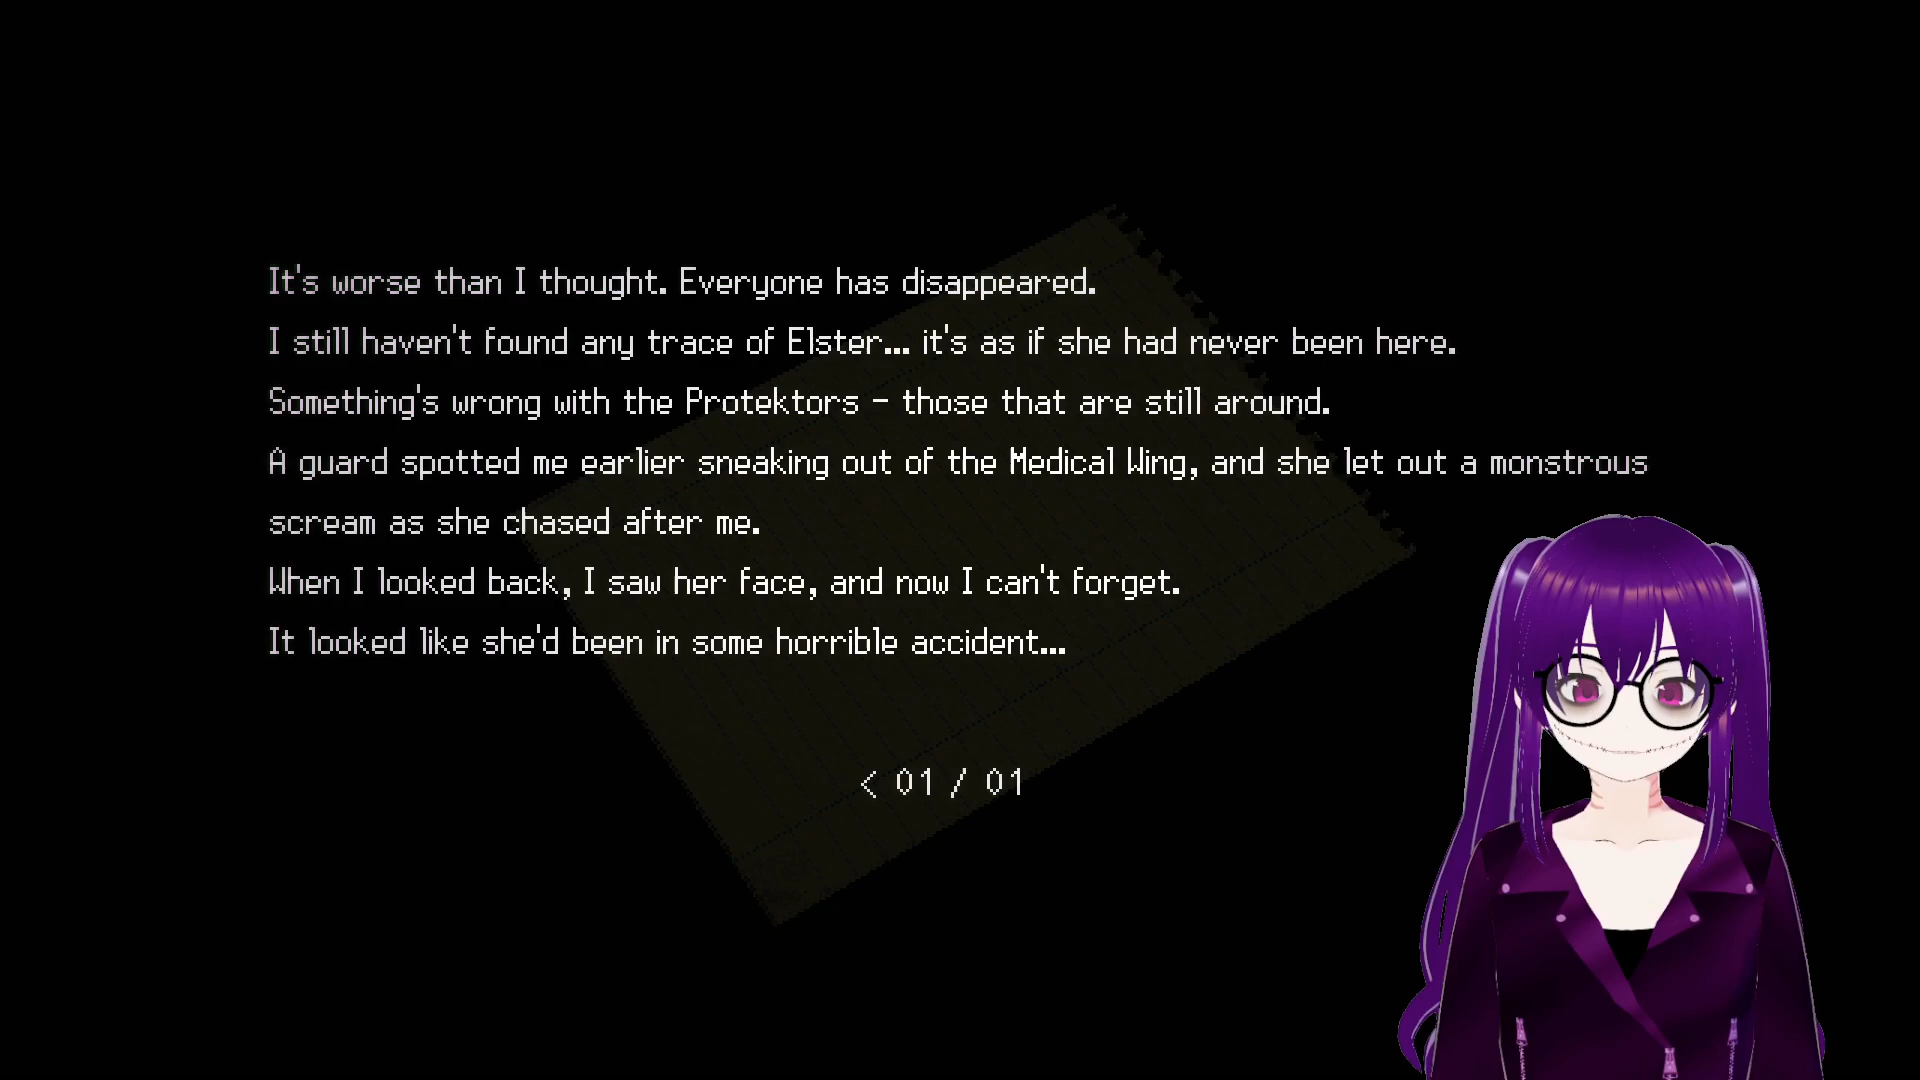 It's worse than I thought. Everyone has disappeared.
I still haven't found any trace of Elster... it's as if she had never been here.
Something's wrong with the Protektors - those that are still around.
A guard spotted me earlier sneaking out of the Medical Wing, and she let out a monstrous
scream as she chased after me.
When I looked back, I saw her face, and now I can't forget.
It looked like she'd been in some horrible accident...
< 01 / 01